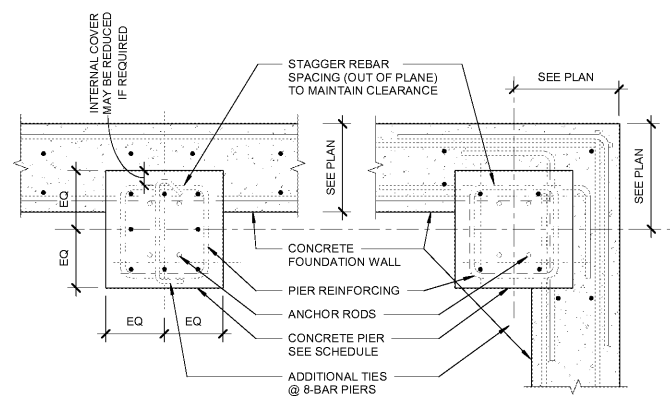 INTERNAL COVER
MAY BE REDUCED
IF REQUIRED
STAGGER REBAR
SPACING (OUT OF PLANE)
TO MAINTAIN CLEARANCE
SEE PLAN
SEE PLAN
SEE PLAN
EQ
EQ
CONCRETE
FOUNDATION WALL
PIER REINFORCING
ANCHOR RODS
EQ
EQ
CONCRETE PIER
SEE SCHEDULE
ADDITIONAL TIES
@ 8-BAR PIERS